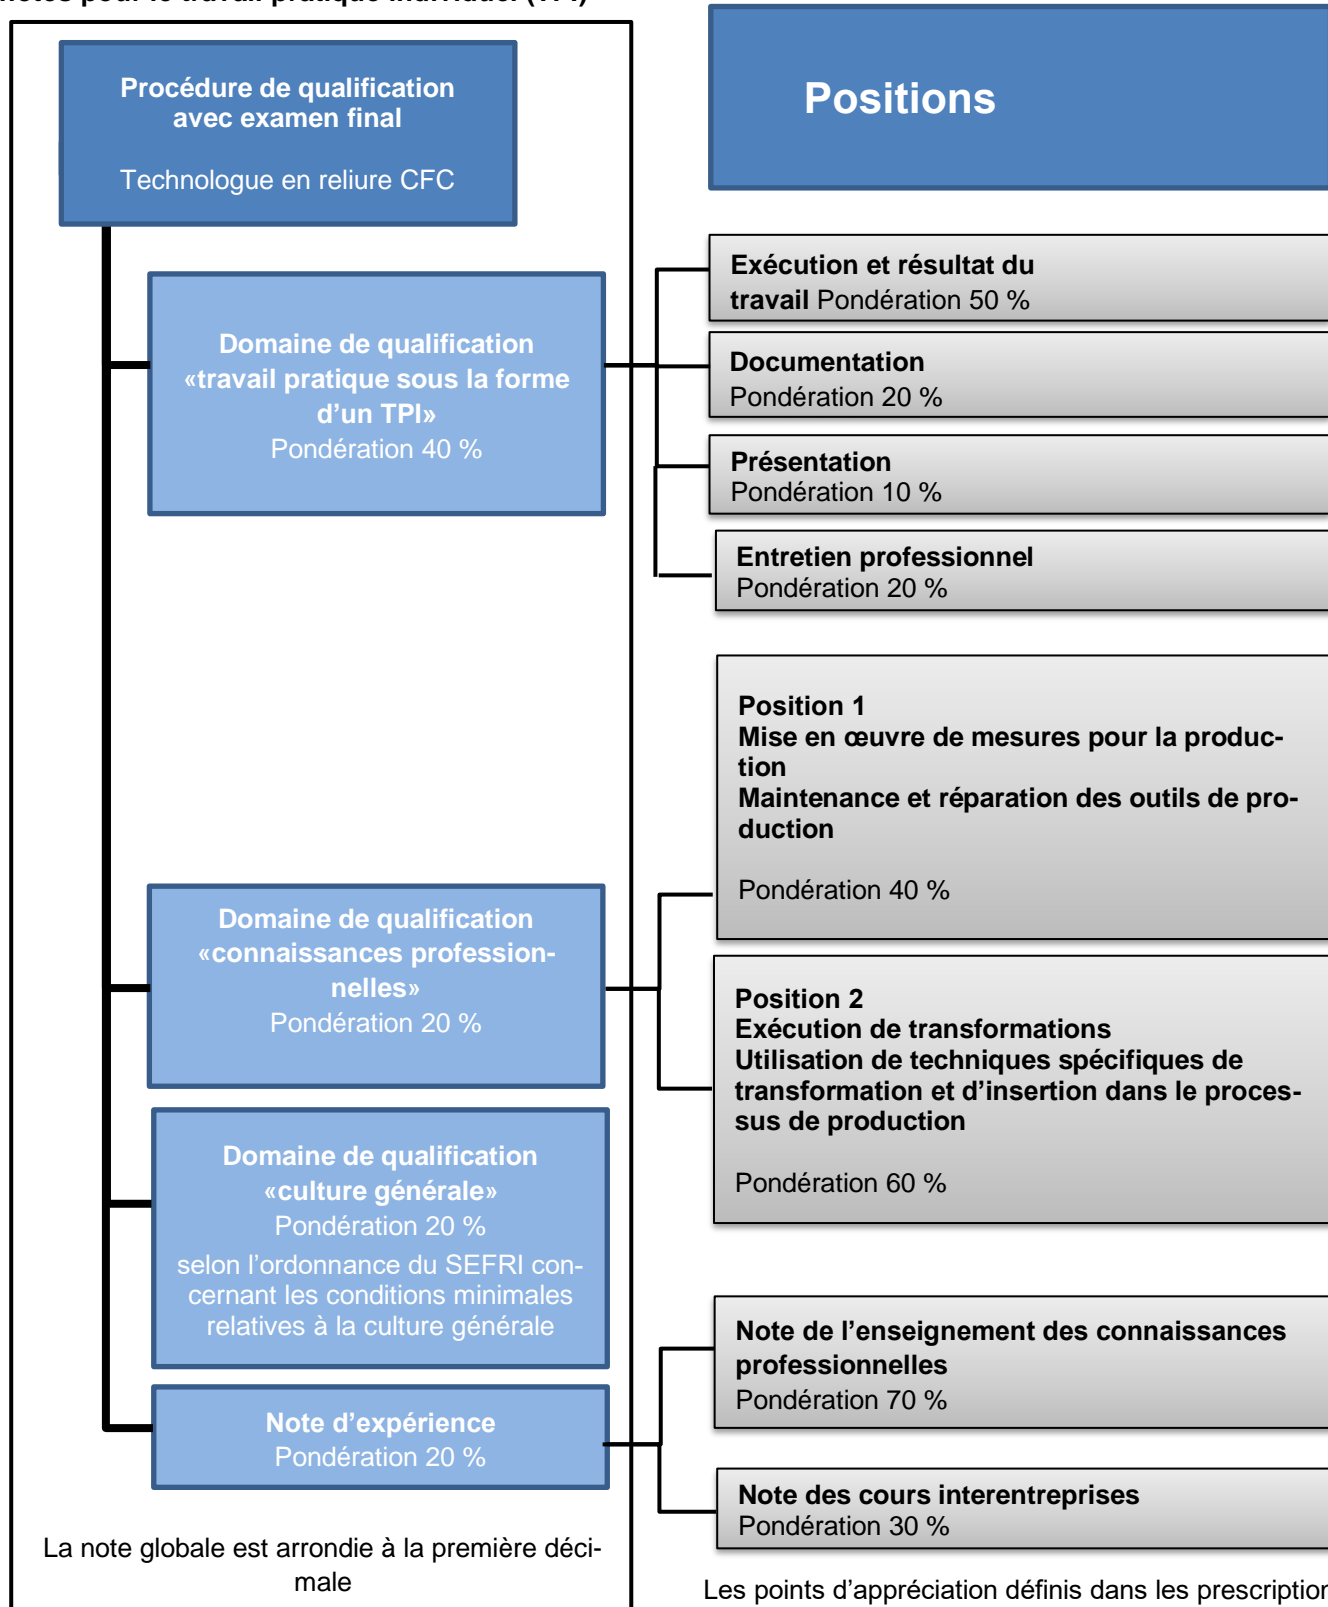 Procédure de qualification
avec examen final
Technologue en reliure CFC
Positions
Domaine de qualification
«travail pratique sous la forme
d’un TPI»
Pondération 40 %
Exécution et résultat du
travail Pondération 50 %
Documentation
Pondération 20 %
Présentation
Pondération 10 %
Entretien professionnel
Pondération 20 %
Domaine de qualification
«connaissances profession-
nelles»
Pondération 20 %
Position 1
Mise en œuvre de mesures pour la produc-
tion
Maintenance et réparation des outils de pro-
duction
Pondération 40 %
Position 2
Exécution de transformations
Utilisation de techniques spécifiques de
transformation et d’insertion dans le proces-
sus de production
Pondération 60 %
Domaine de qualification
«culture générale»
Pondération 20 %
selon l’ordonnance du SEFRI con-
cernant les conditions minimales
relatives à la culture générale
Note d’expérience
Pondération 20 %
Note de l’enseignement des connaissances
professionnelles
Pondération 70 %
Note des cours interentreprises
Pondération 30 %
La note globale est arrondie à la première déci-
male
Les points d’appréciation définis dans les prescription